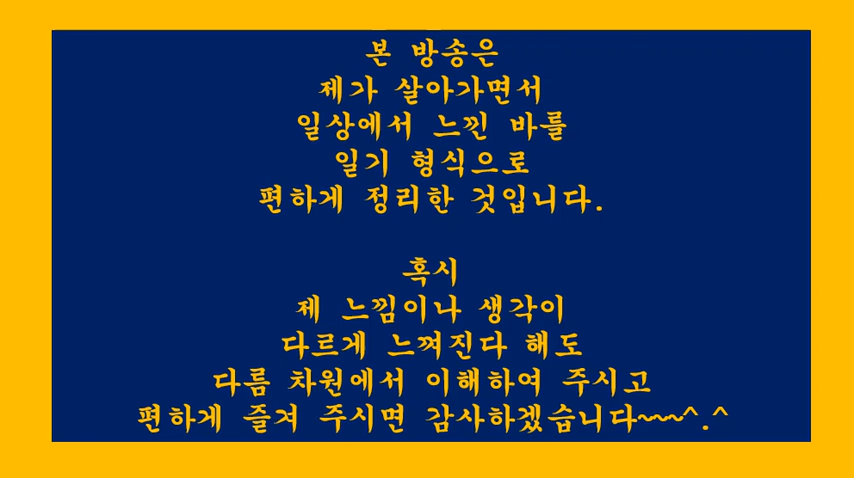 본 방송은
제가 살아가면서
일상에서 느낀 바를
일기 형식으로
편하게 정리한 것입니다.
혹시
제 느낌이나 생각이
다르게 느껴진다 해도
다름 차원에서 이해하여 주시고
편하게 즐겨 주시면 감사하겠습니다~~~^.^